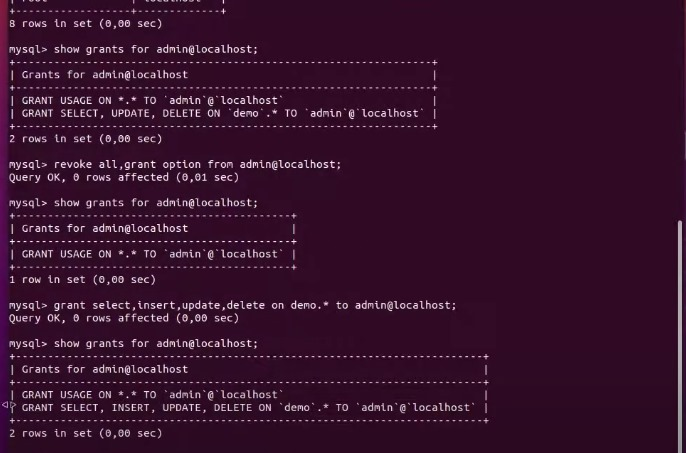 8 rows in set (0,00 sec)
mysql> show grants for admin@localhost;
+-----------------------------------------------------------------+
| Grants for admin@localhost |
+-----------------------------------------------------------------+
| GRANT USAGE ON *.* TO `admin`@`localhost` |
| GRANT SELECT, UPDATE, DELETE ON `demo`.* TO `admin`@`localhost` |
+-----------------------------------------------------------------+
2 rows in set (0,00 sec)
mysql> revoke all,grant option from admin@localhost;
Query OK, 0 rows affected (0,01 sec)
mysql> show grants for admin@localhost;
+-------------------------------------------+
| Grants for admin@localhost |
+-------------------------------------------+
| GRANT USAGE ON *.* TO `admin`@`localhost` |
+-------------------------------------------+
1 row in set (0,00 sec)
mysql> grant select,insert,update,delete on demo.* to admin@localhost;
Query OK, 0 rows affected (0,00 sec)
mysql> show grants for admin@localhost;
+-------------------------------------------------------------------------+
| Grants for admin@localhost |
+-------------------------------------------------------------------------+
| GRANT USAGE ON *.* TO `admin`@`localhost` |
| GRANT SELECT, INSERT, UPDATE, DELETE ON `demo`.* TO `admin`@`localhost` |
+-------------------------------------------------------------------------+
2 rows in set (0,00 sec)